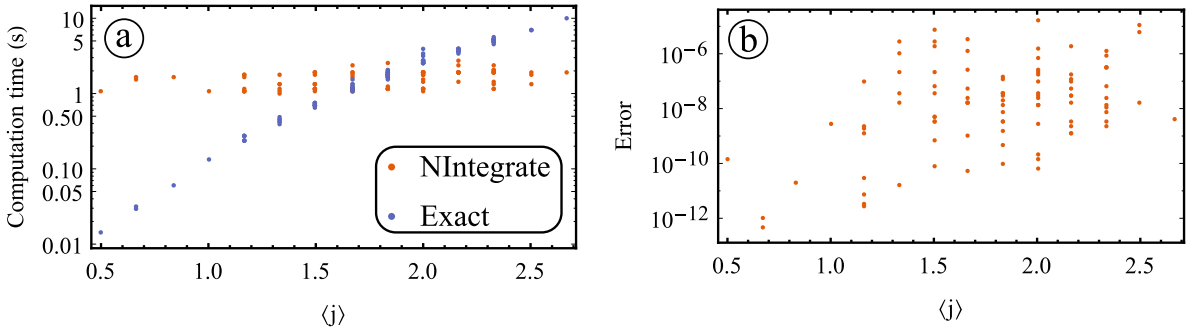 a
Computation time (s)
10
5
1
0.50
0.10
0.05
0.01
NIntegrate
Exact
0.5 1.0 1.5 2.0 2.5
⟨j⟩
b
Error
10^-6
10^-8
10^-10
10^-12
0.5 1.0 1.5 2.0 2.5
⟨j⟩